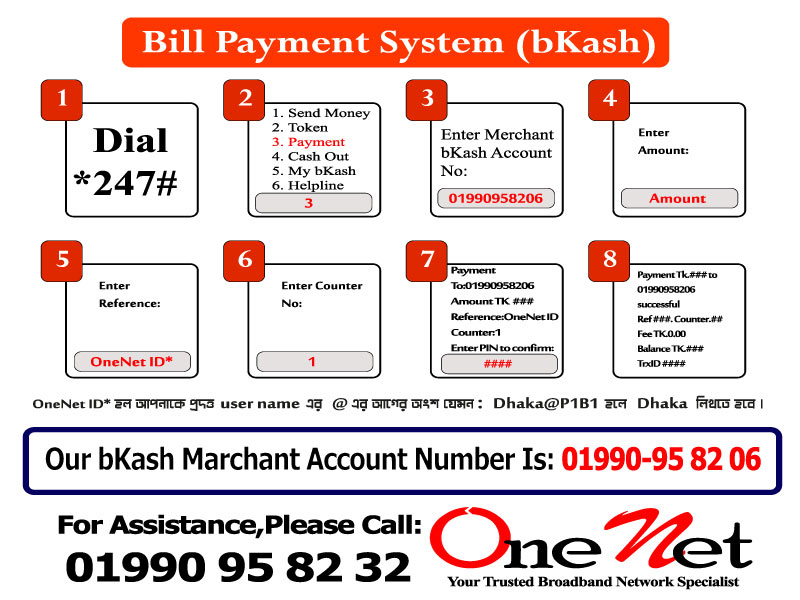 Bill Payment System (bKash)
1
Dial
*247#
2
1. Send Money
2. Token
3. Payment
4. Cash Out
5. My bKash
6. Helpline
3
3
Enter Merchant
bKash Account
No:
01990958206
4
Enter
Amount:
Amount
5
Enter
Reference:
OneNet ID*
6
Enter Counter
No:
1
7
Payment
To:01990958206
Amount TK ###
Reference:OneNet ID
Counter:1
Enter PIN to confirm:
####
8
Payment Tk.### to
01990958206
successful
Ref ###. Counter.##
Fee TK.0.00
Balance TK.###
TrxID ####
OneNet ID* হল আপনাকে প্রদত্ত user name এর @ এর আগের অংশ যেমন : Dhaka@P1B1 হলে Dhaka লিখতে হবে।
Our bKash Marchant Account Number Is: 01990-95 82 06
For Assistance,Please Call:
01990 95 82 32
OneNet
Your Trusted Broadband Network Specialist